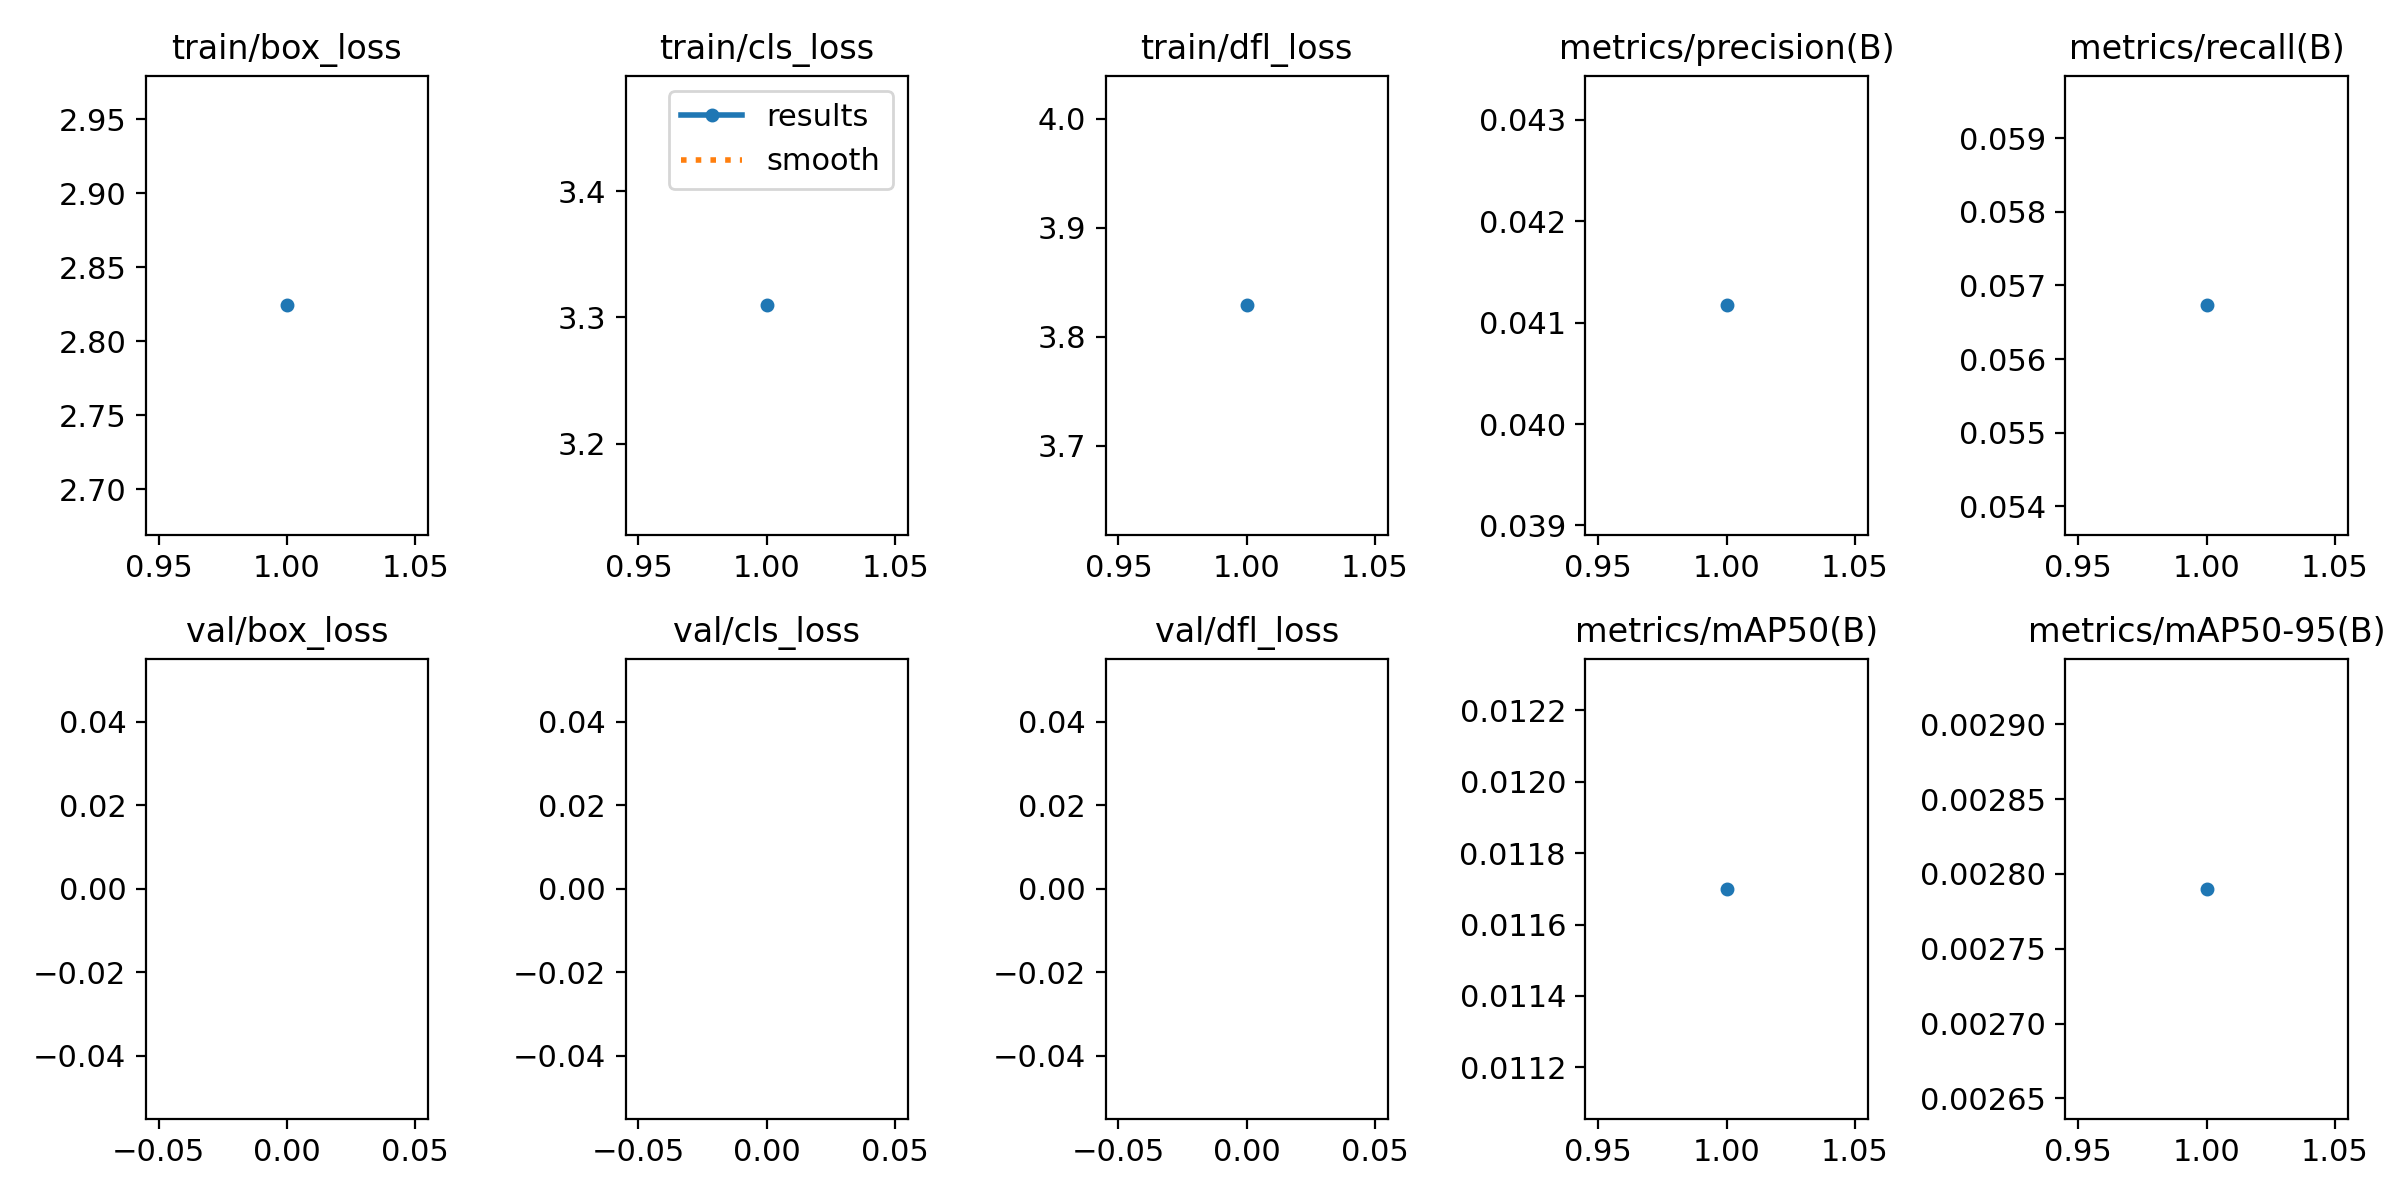 train/box_loss
2.95
2.90
2.85
2.80
2.75
2.70
0.95 1.00 1.05
train/cls_loss
results
smooth
3.4
3.3
3.2
0.95 1.00 1.05
train/dfl_loss
4.0
3.9
3.8
3.7
0.95 1.00 1.05
metrics/precision(B)
0.043
0.042
0.041
0.040
0.039
0.95 1.00 1.05
metrics/recall(B)
0.059
0.058
0.057
0.056
0.055
0.054
0.95 1.00 1.05
val/box_loss
0.04
0.02
0.00
−0.02
−0.04
−0.05 0.00 0.05
val/cls_loss
0.04
0.02
0.00
−0.02
−0.04
−0.05 0.00 0.05
val/dfl_loss
0.04
0.02
0.00
−0.02
−0.04
−0.05 0.00 0.05
metrics/mAP50(B)
0.0122
0.0120
0.0118
0.0116
0.0114
0.0112
0.95 1.00 1.05
metrics/mAP50-95(B)
0.00290
0.00285
0.00280
0.00275
0.00270
0.00265
0.95 1.00 1.05